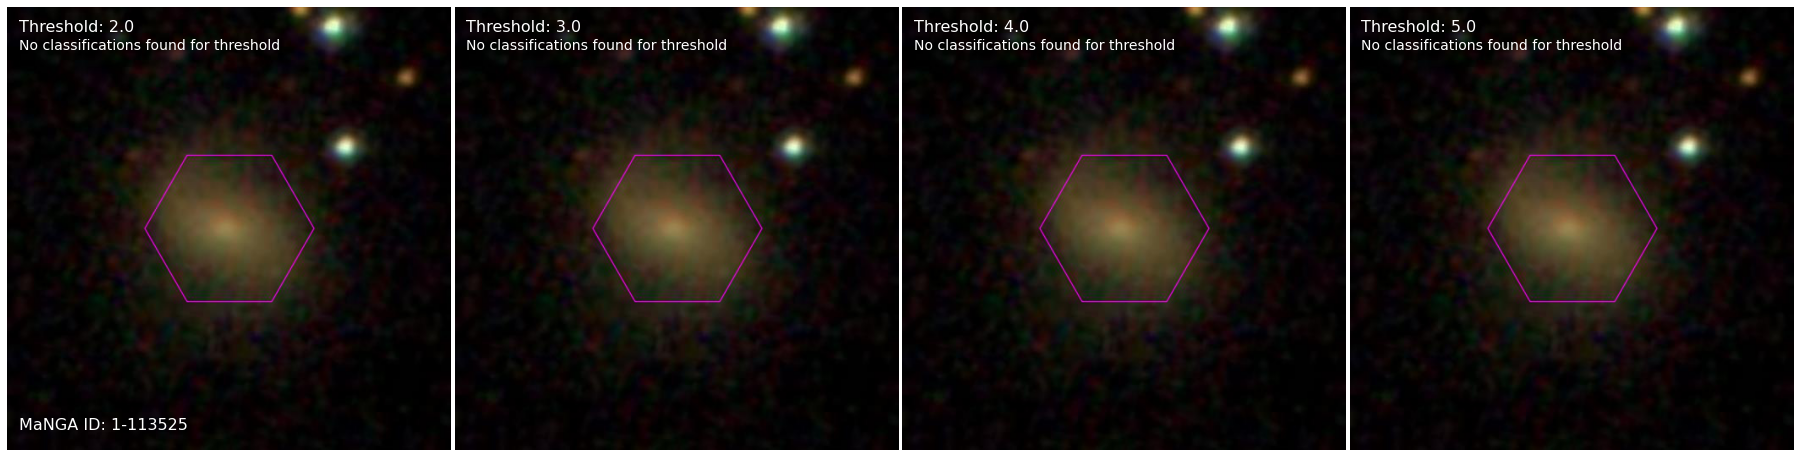 Threshold: 2.0
No classifications found for threshold
MaNGA ID: 1-113525
Threshold: 3.0
No classifications found for threshold
Threshold: 4.0
No classifications found for threshold
Threshold: 5.0
No classifications found for threshold